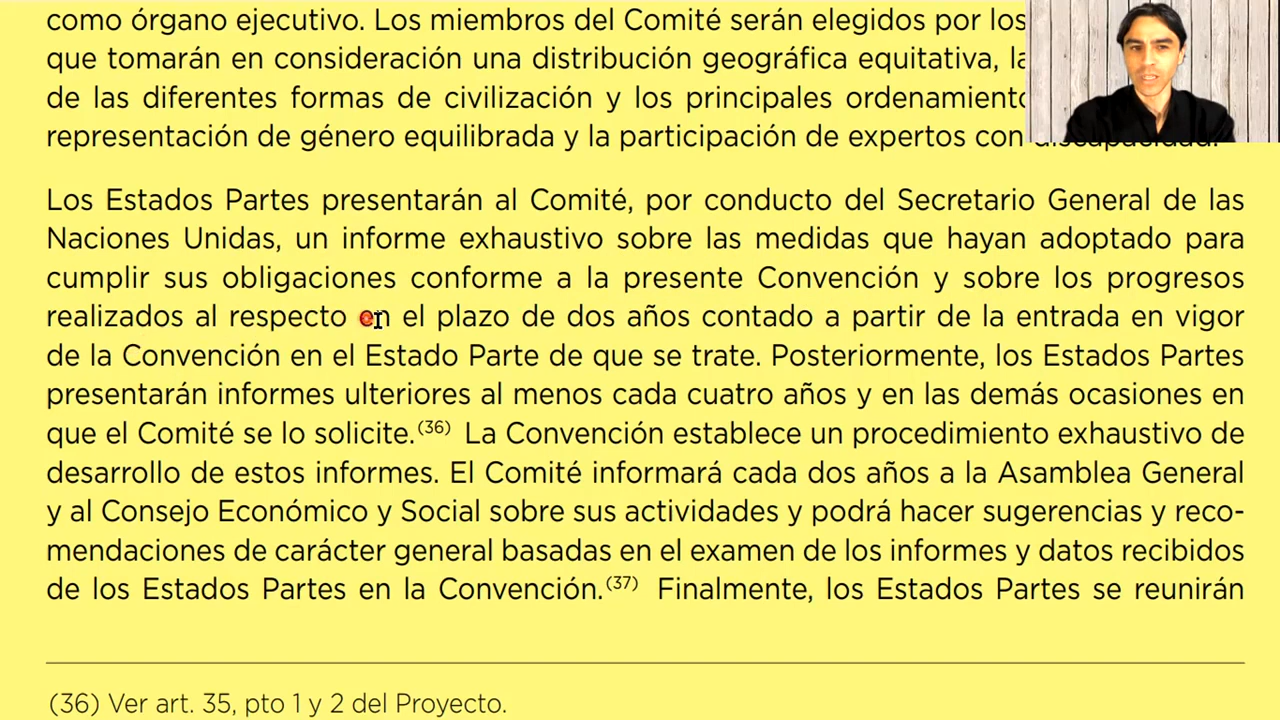 como órgano ejecutivo. Los miembros del Comité serán elegidos por los
que tomarán en consideración una distribución geográfica equitativa, la
de las diferentes formas de civilización y los principales ordenamiento
representación de género equilibrada y la participación de expertos con discapacidad.
Los Estados Partes presentarán al Comité, por conducto del Secretario General de las
Naciones Unidas, un informe exhaustivo sobre las medidas que hayan adoptado para
cumplir sus obligaciones conforme a la presente Convención y sobre los progresos
realizados al respecto en el plazo de dos años contado a partir de la entrada en vigor
de la Convención en el Estado Parte de que se trate. Posteriormente, los Estados Partes
presentarán informes ulteriores al menos cada cuatro años y en las demás ocasiones en
que el Comité se lo solicite.(36) La Convención establece un procedimiento exhaustivo de
desarrollo de estos informes. El Comité informará cada dos años a la Asamblea General
y al Consejo Económico y Social sobre sus actividades y podrá hacer sugerencias y reco-
mendaciones de carácter general basadas en el examen de los informes y datos recibidos
de los Estados Partes en la Convención.(37) Finalmente, los Estados Partes se reunirán
(36) Ver art. 35, pto 1 y 2 del Proyecto.